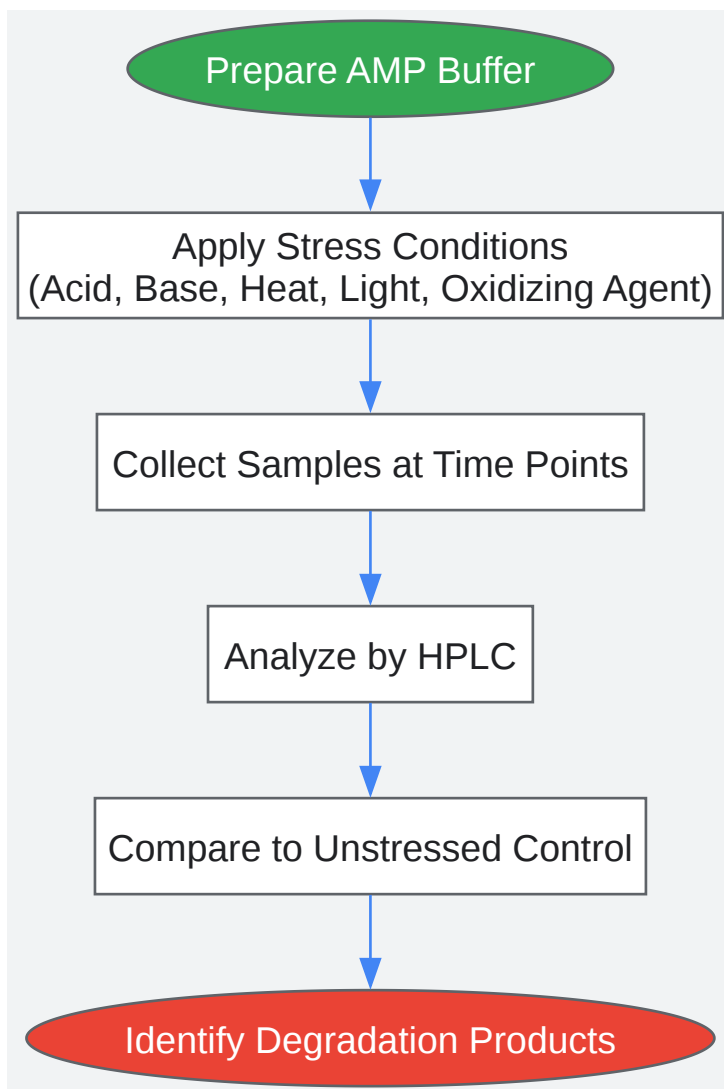 Prepare AMP Buffer
Apply Stress Conditions
(Acid, Base, Heat, Light, Oxidizing Agent)
Collect Samples at Time Points
Analyze by HPLC
Compare to Unstressed Control
Identify Degradation Products